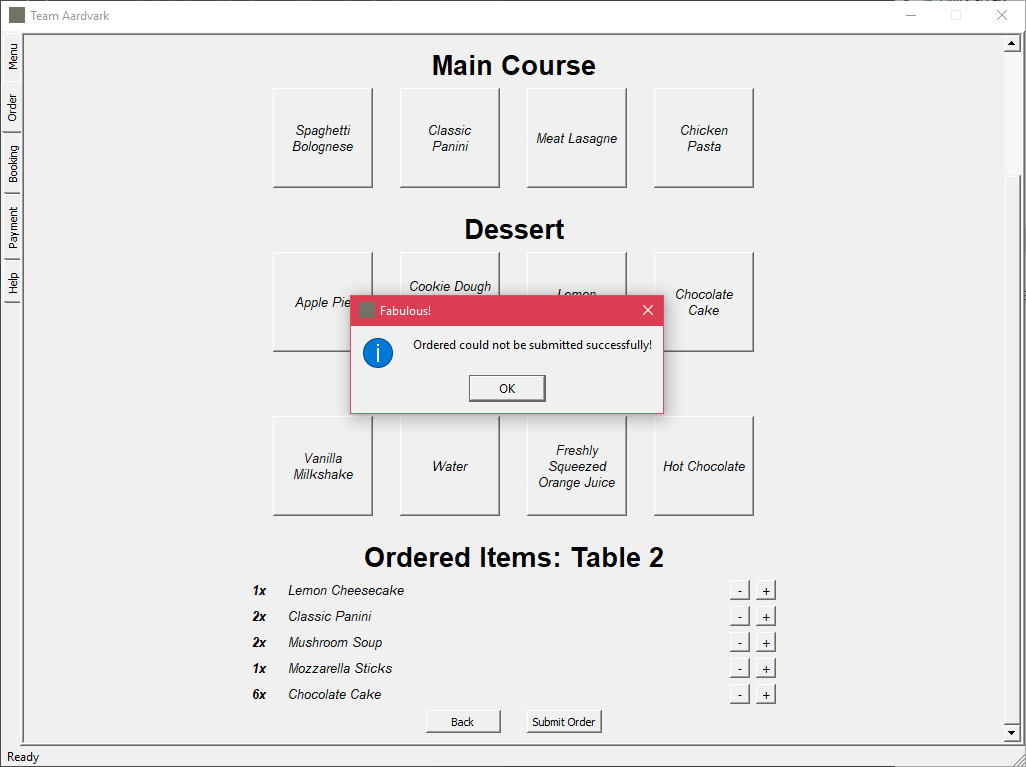 Team Aardvark
Menu
Order
Booking
Payment
Help
Main Course
Spaghetti
Bolognese
Classic
Panini
Meat Lasagne
Chicken
Pasta
Dessert
Apple Pie
Cookie Dough
Lemon
Chocolate
Cake
Fabulous!
Ordered could not be submitted successfully!
OK
Vanilla
Milkshake
Water
Freshly
Squeezed
Orange Juice
Hot Chocolate
Ordered Items: Table 2
1x Lemon Cheesecake - +
2x Classic Panini - +
2x Mushroom Soup - +
1x Mozzarella Sticks - +
6x Chocolate Cake - +
Back Submit Order
Ready